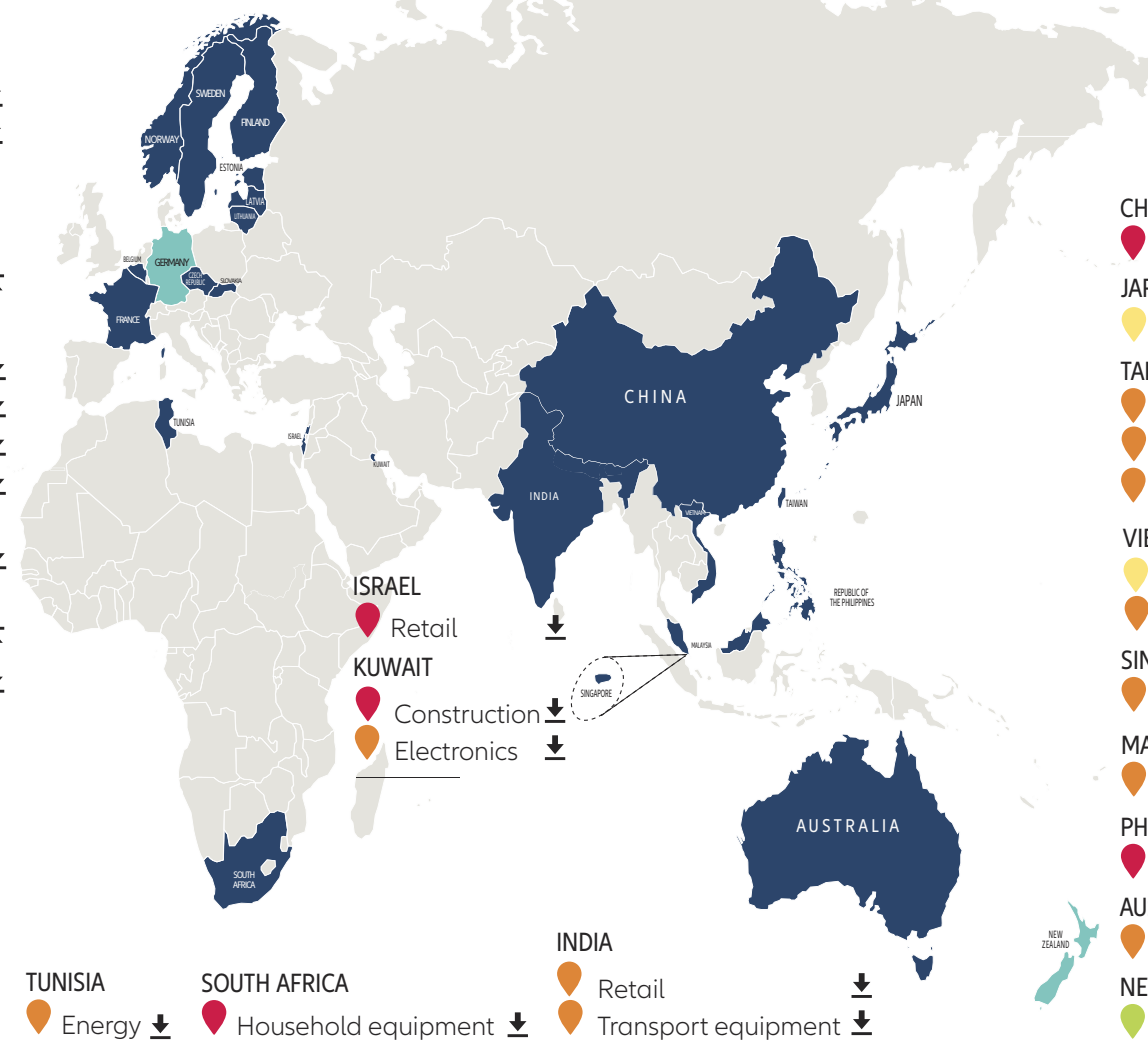 SWEDEN
FINLAND
NORWAY
ESTONIA
LATVIA
LITHUANIA
BELGIUM
GERMANY
CZECH
REPUBLIC
SLOVAKIA
FRANCE
TUNISIA
ISRAEL
KUWAIT
CHINA
JAPAN
INDIA
TAIWAN
VIETNAM
REPUBLIC OF
THE PHILIPPINES
MALAYSIA
SINGAPORE
AUSTRALIA
SOUTH
AFRICA
NEW
ZEALAND
ISRAEL
Retail
KUWAIT
Construction
Electronics
TUNISIA
Energy
SOUTH AFRICA
Household equipment
INDIA
Retail
Transport equipment
CH
JAP
TAI
VIE
SIN
MA
PH
AU
NE